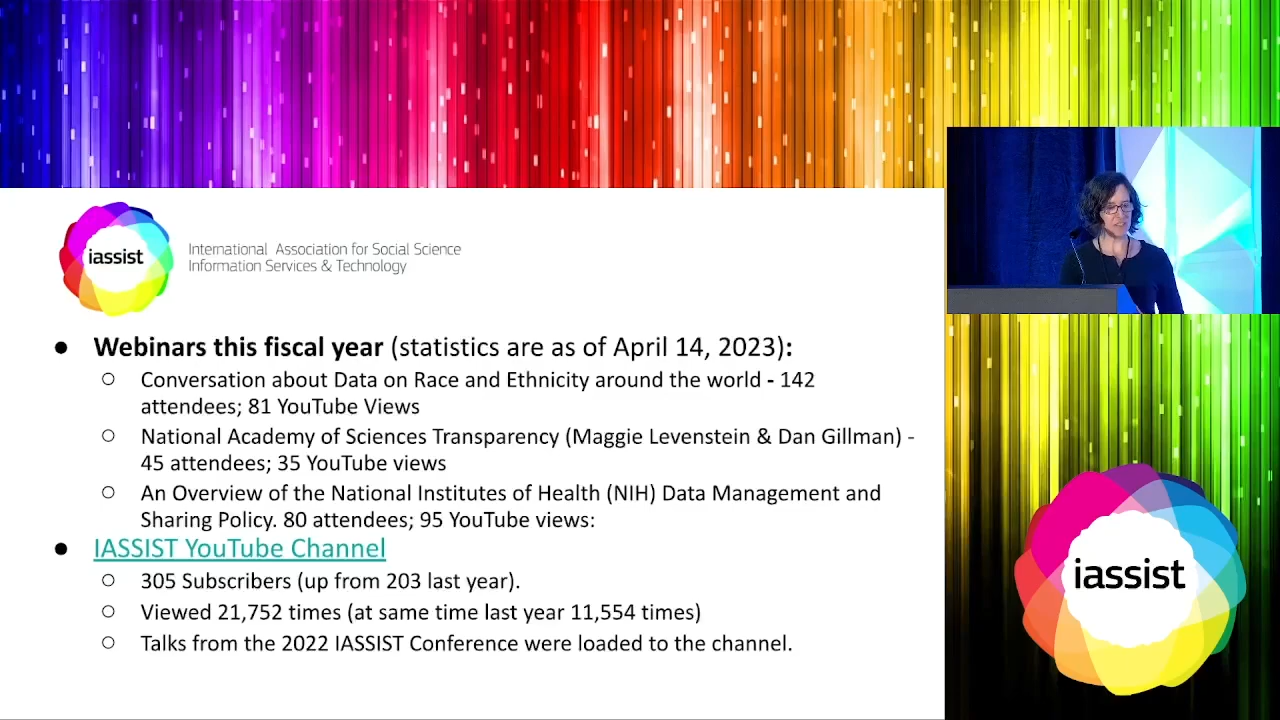 iassist
International Association for Social Science
Information Services & Technology
● Webinars this fiscal year (statistics are as of April 14, 2023):
○ Conversation about Data on Race and Ethnicity around the world - 142
attendees; 81 YouTube Views
○ National Academy of Sciences Transparency (Maggie Levenstein & Dan Gillman) -
45 attendees; 35 YouTube views
○ An Overview of the National Institutes of Health (NIH) Data Management and
Sharing Policy. 80 attendees; 95 YouTube views:
● IASSIST YouTube Channel
○ 305 Subscribers (up from 203 last year).
○ Viewed 21,752 times (at same time last year 11,554 times)
○ Talks from the 2022 IASSIST Conference were loaded to the channel.
iassist